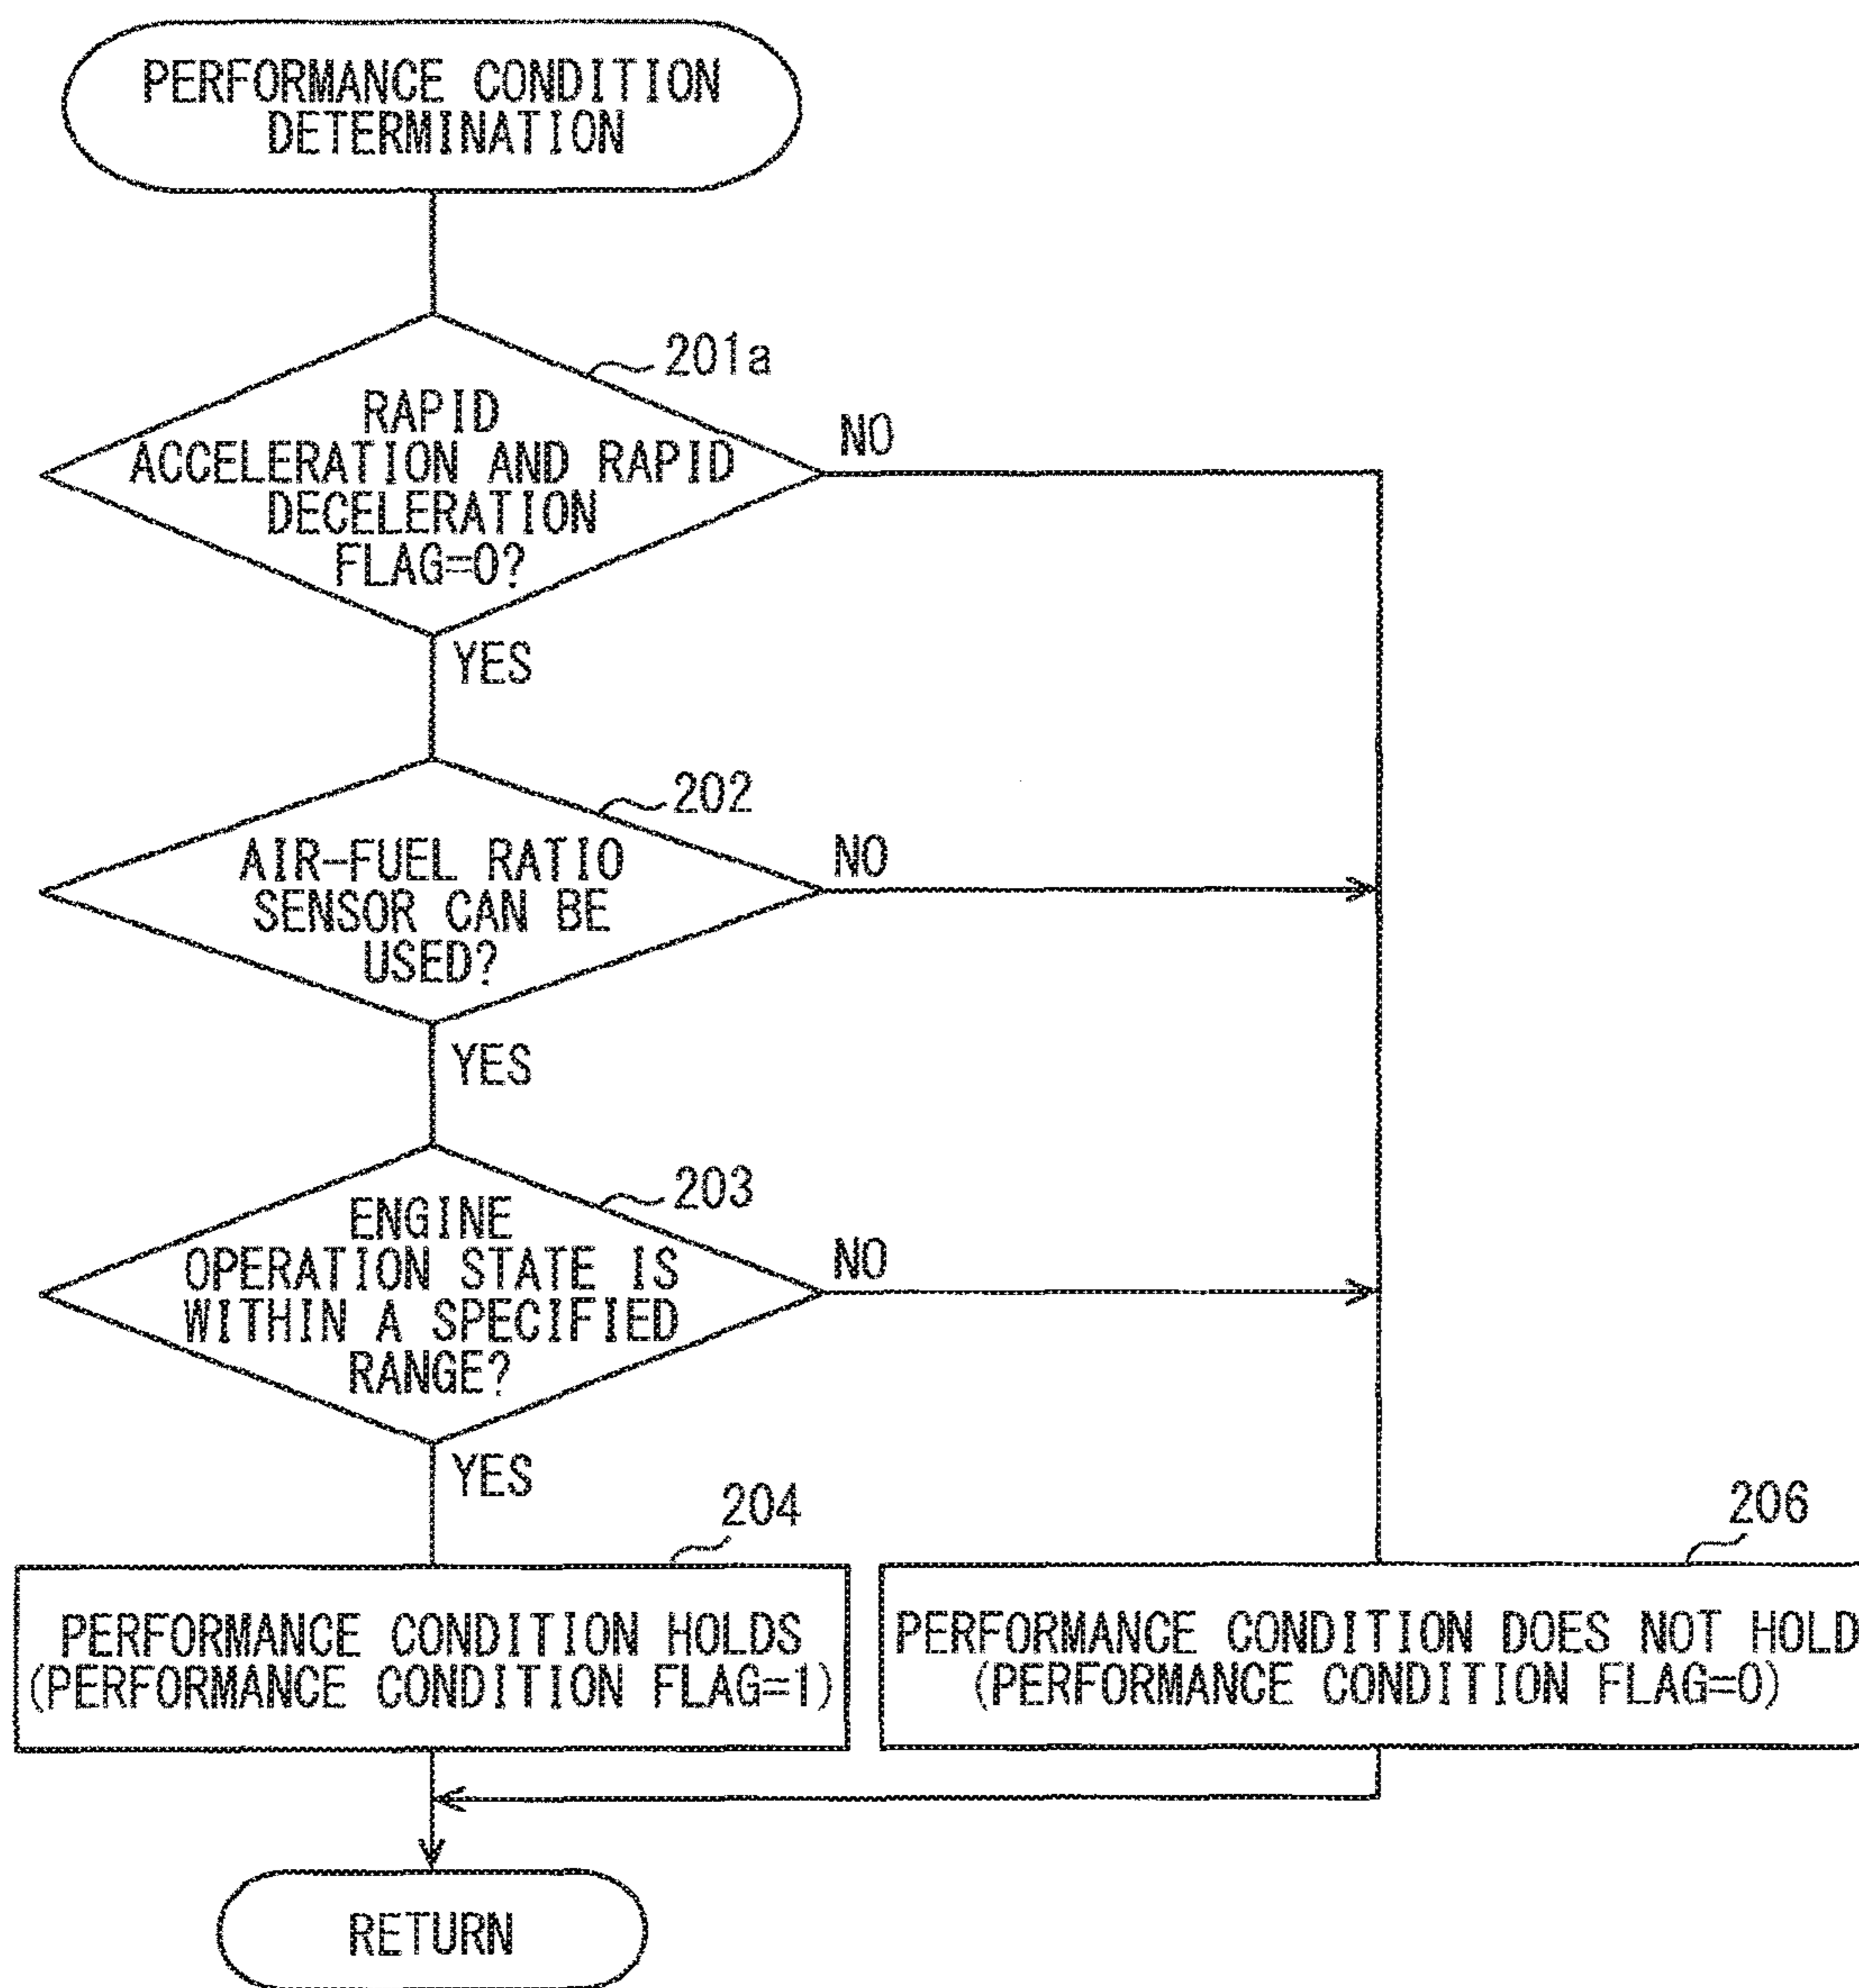 PERFORMANCE CONDITION
DETERMINATION
201a
RAPID
ACCELERATION AND RAPID
DECELERATION
FLAG=0?
NO
YES
202
AIR-FUEL RATIO
SENSOR CAN BE
USED?
NO
YES
203
ENGINE
OPERATION STATE IS
WITHIN A SPECIFIED
RANGE?
NO
YES
204
PERFORMANCE CONDITION HOLDS
(PERFORMANCE CONDITION FLAG=1)
206
PERFORMANCE CONDITION DOES NOT HOLD
(PERFORMANCE CONDITION FLAG=0)
RETURN